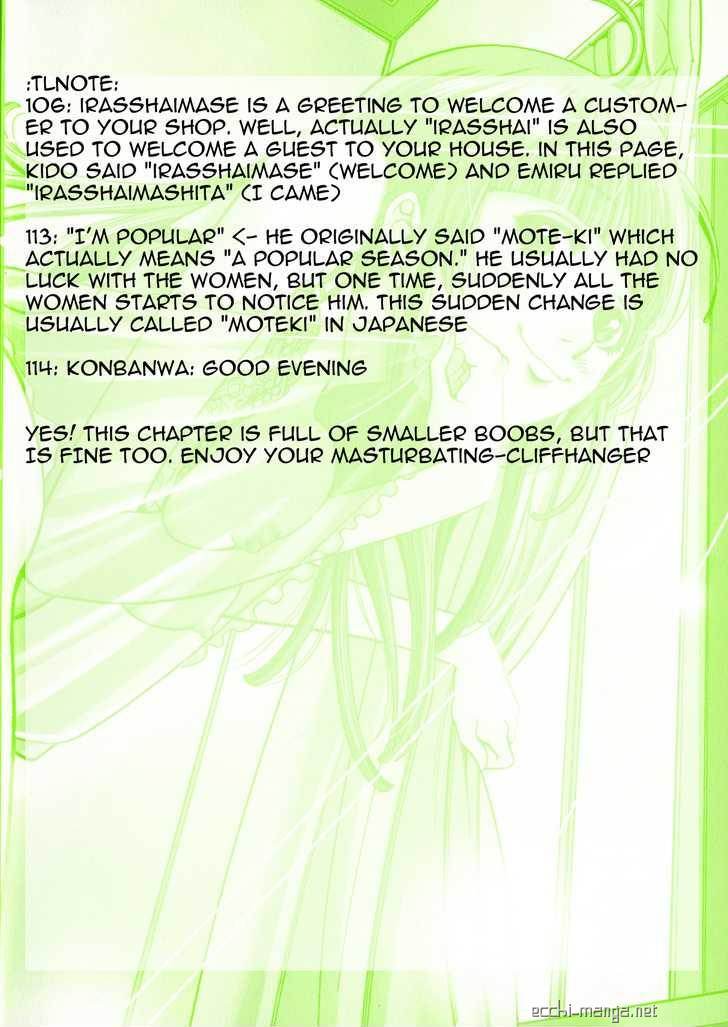 :TLNOTE:
106: IRASSHAIMASE IS A GREETING TO WELCOME A CUSTOM-
ER TO YOUR SHOP. WELL, ACTUALLY "IRASSHAI" IS ALSO
USED TO WELCOME A GUEST TO YOUR HOUSE. IN THIS PAGE,
KIDO SAID "IRASSHAIMASE" (WELCOME) AND EMIRU REPLIED
"IRASSHAIMASHITA" (I CAME)
113: "I'M POPULAR" <- HE ORIGINALLY SAID "MOTE-KI" WHICH
ACTUALLY MEANS "A POPULAR SEASON." HE USUALLY HAD NO
LUCK WITH THE WOMEN, BUT ONE TIME, SUDDENLY ALL THE
WOMEN STARTS TO NOTICE HIM. THIS SUDDEN CHANGE IS
USUALLY CALLED "MOTEKI" IN JAPANESE
114: KONBANWA: GOOD EVENING
YES! THIS CHAPTER IS FULL OF SMALLER BOOBS, BUT THAT
IS FINE TOO. ENJOY YOUR MASTURBATING-CLIFFHANGER
ecchi-manga.net